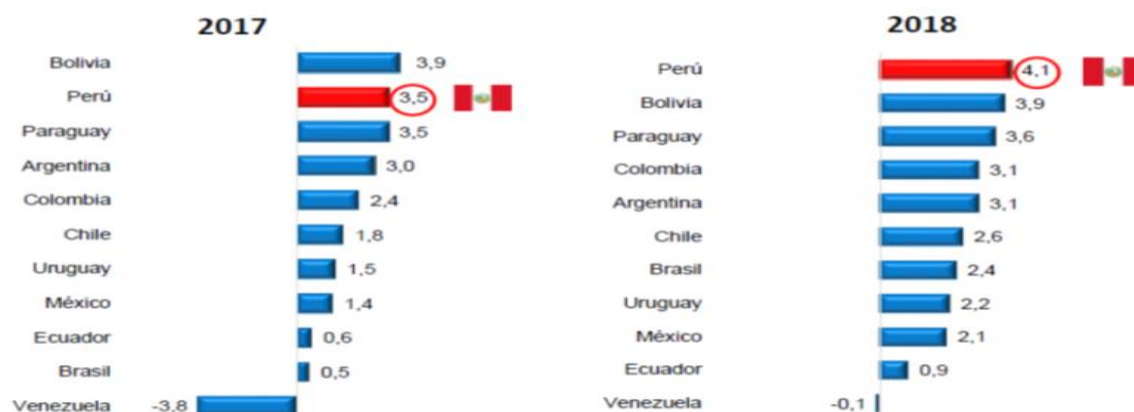 2017
Bolivia 3,9
Perú 3,5
Paraguay 3,5
Argentina 3,0
Colombia 2,4
Chile 1,8
Uruguay 1,5
México 1,4
Ecuador 0,6
Brasil 0,5
Venezuela -3,8
2018
Perú 4,1
Bolivia 3,9
Paraguay 3,6
Colombia 3,1
Argentina 3,1
Chile 2,6
Brasil 2,4
Uruguay 2,2
México 2,1
Ecuador 0,9
Venezuela -0,1